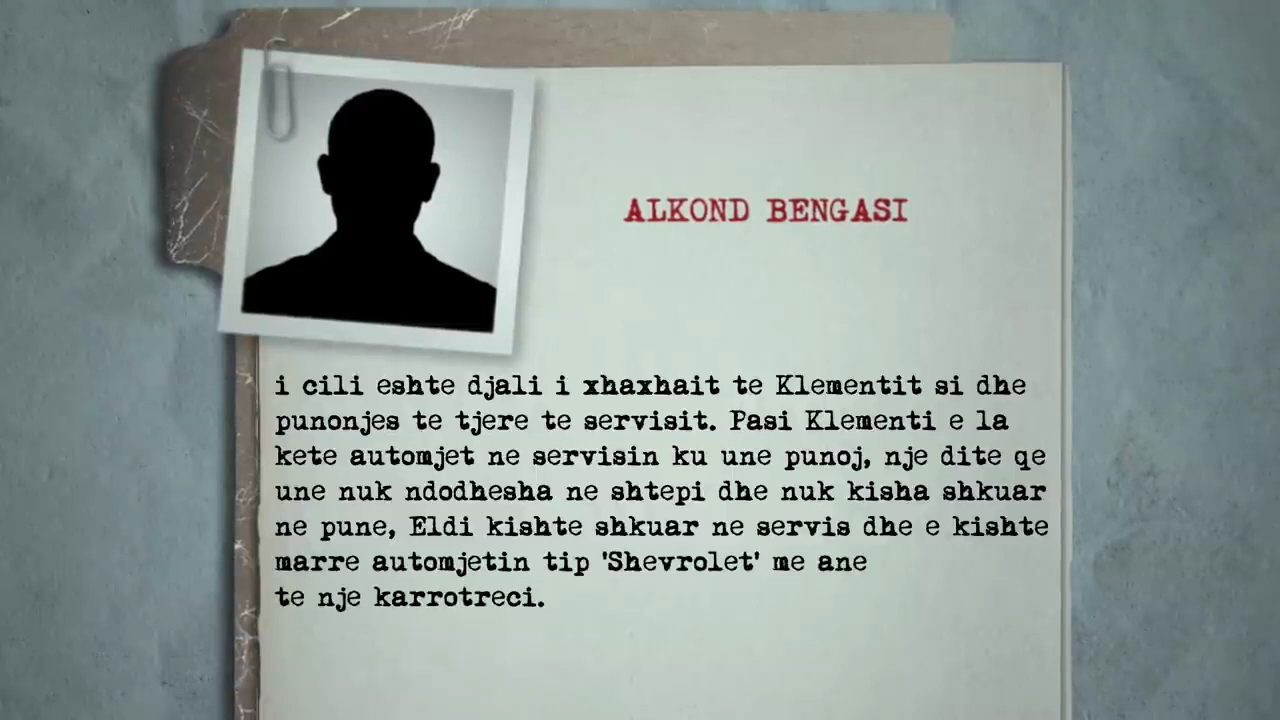 ALKOND BENGASI
i cili eshte djali i xhaxhait te Klementit si dhe
punonjes te tjere te servisit. Pasi Klementi e la
kete automjet ne servisin ku une punoj, nje dite qe
une nuk ndodhesha ne shtepi dhe nuk kisha shkuar
ne pune, Eldi kishte shkuar ne servis dhe e kishte
marre automjetin tip 'Shevrolet' me ane
te nje karrotreci.